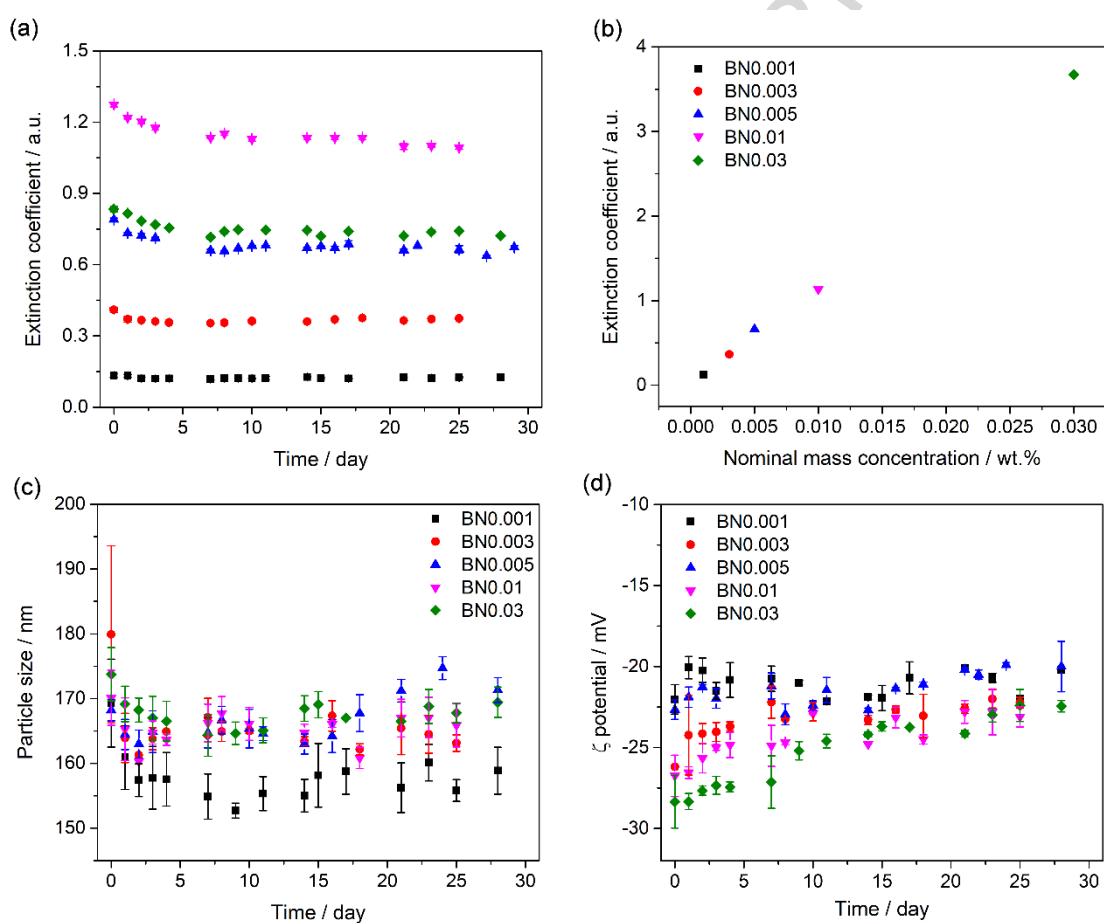 (a)
1.5
1.2
0.9
0.6
0.3
0.0
Extinction coefficient / a.u.
0 5 10 15 20 25 30
Time / day
(b)
4
3
2
1
0
Extinction coefficient / a.u.
BN0.001
BN0.003
BN0.005
BN0.01
BN0.03
0.000 0.005 0.010 0.015 0.020 0.025 0.030
Nominal mass concentration / wt.%
(c)
200
190
180
170
160
150
Particle size / nm
BN0.001
BN0.003
BN0.005
BN0.01
BN0.03
0 5 10 15 20 25 30
Time / day
(d)
-10
-15
-20
-25
-30
ζ potential / mV
BN0.001
BN0.003
BN0.005
BN0.01
BN0.03
0 5 10 15 20 25 30
Time / day